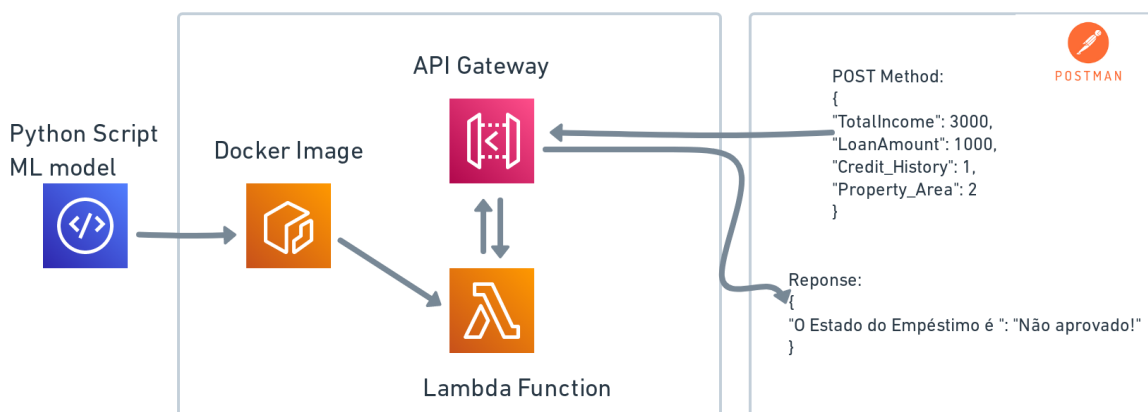 Python Script
ML model
Docker Image
API Gateway
Lambda Function
POSTMAN
POST Method:
{
"TotalIncome": 3000,
"LoanAmount": 1000,
"Credit_History": 1,
"Property_Area": 2
}
Reponse:
{
"O Estado do Empéstimo é ": "Não aprovado!"
}